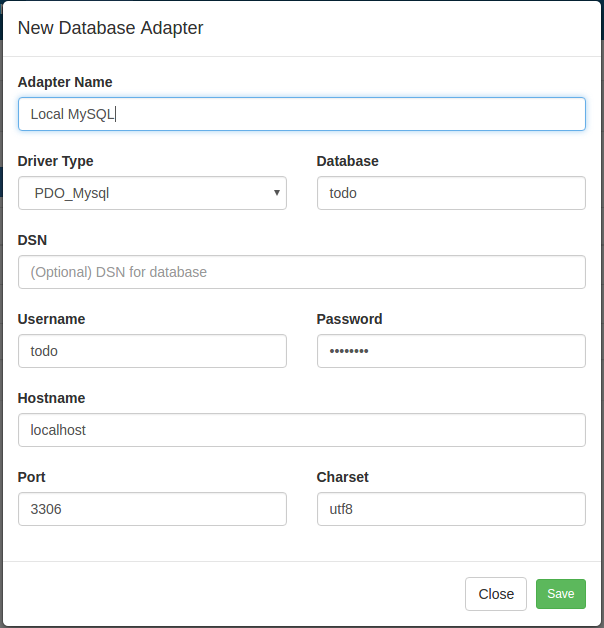 New Database Adapter
Adapter Name
Local MySQL
Driver Type Database
PDO_Mysql todo
DSN
(Optional) DSN for database
Username Password
todo ••••••••
Hostname
localhost
Port Charset
3306 utf8
Close Save